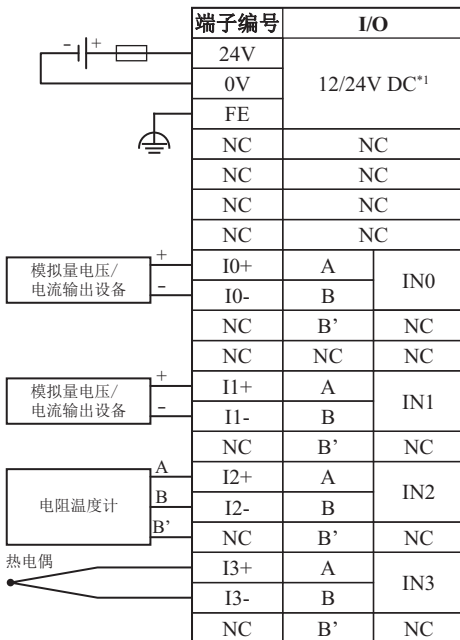 端子编号 I/O
- + 24V
0V 12/24V DC*1
FE
NC NC
NC NC
NC NC
NC NC
模拟量电压/
电流输出设备
+ I0+ A IN0
- I0- B
NC B’ NC
NC NC NC
模拟量电压/
电流输出设备
+ I1+ A IN1
- I1- B
NC B’ NC
电阻温度计
A I2+ A IN2
B I2- B
B’ NC B’ NC
热电偶
I3+ A IN3
I3- B
NC B’ NC